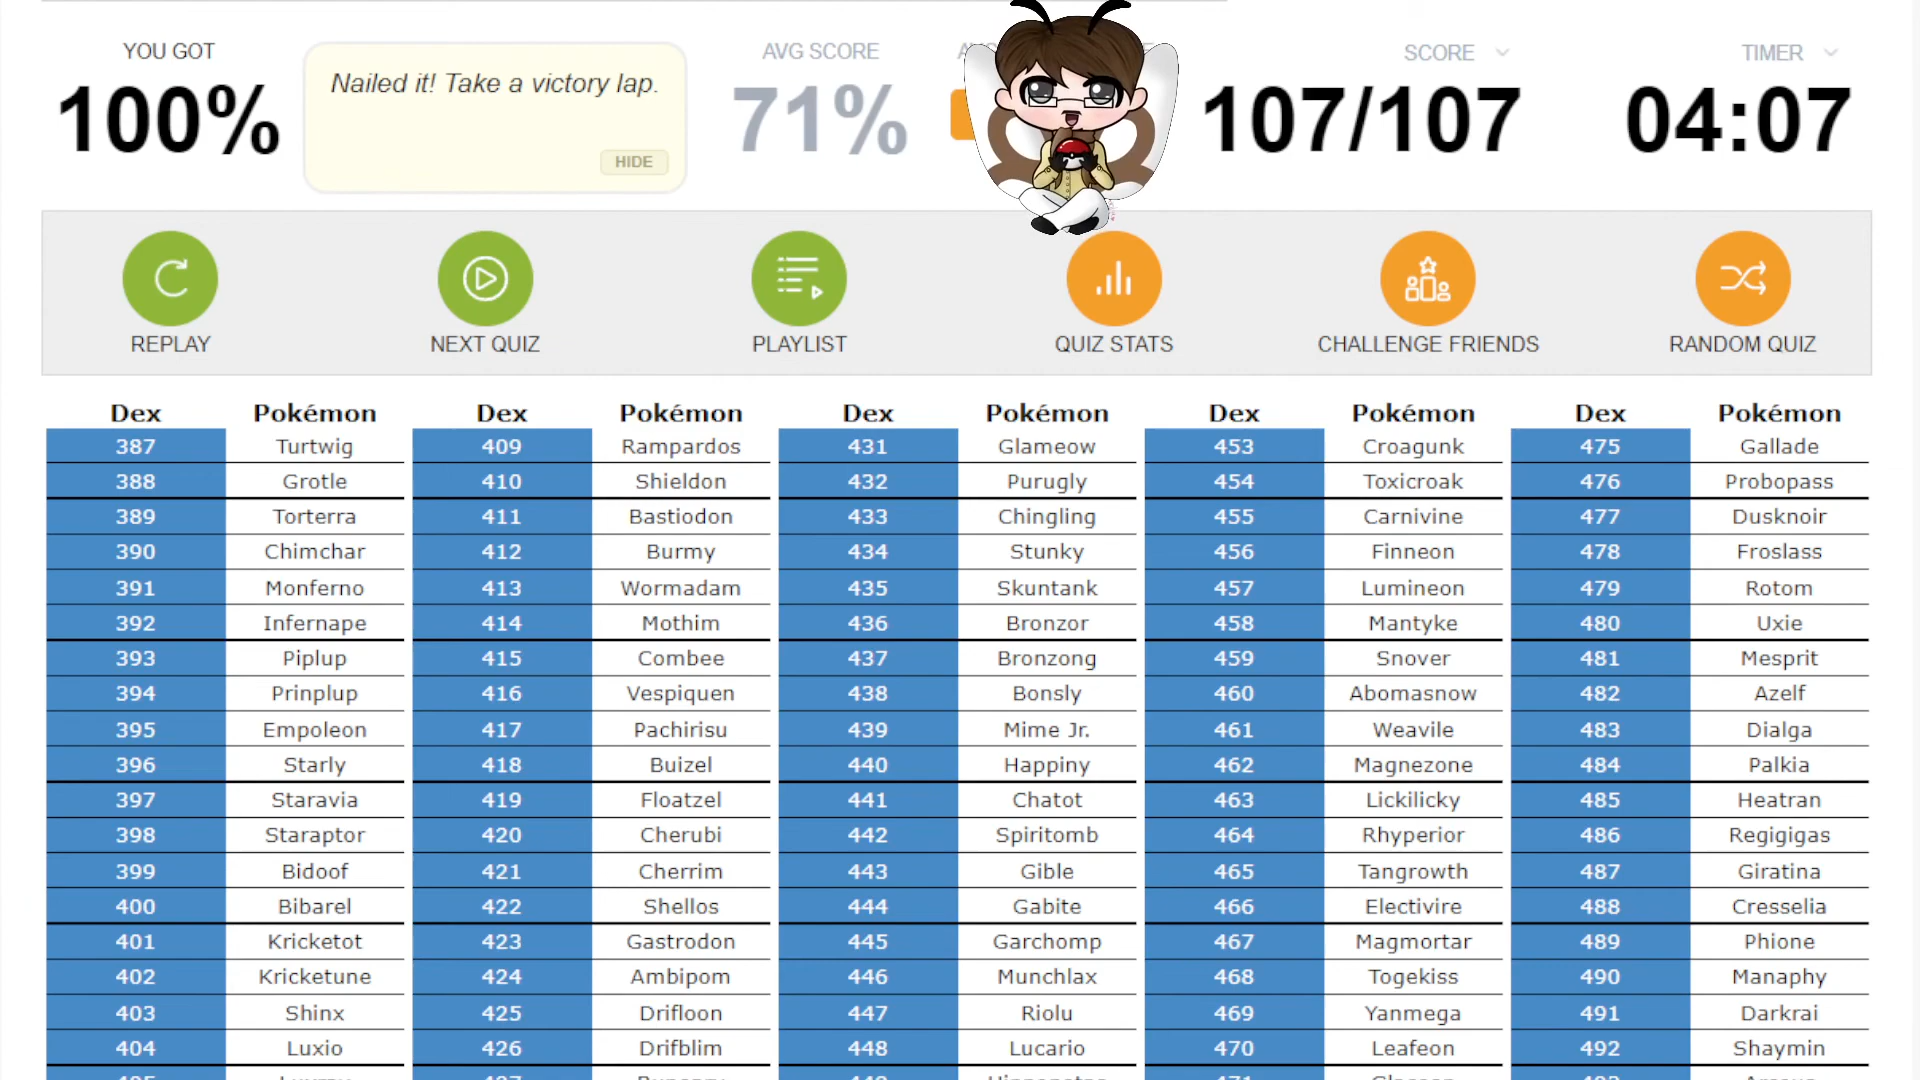 YOU GOT
100%
Nailed it! Take a victory lap.
HIDE
AVG SCORE
71%
SCORE
107/107
TIMER
04:07
REPLAY
NEXT QUIZ
PLAYLIST
QUIZ STATS
CHALLENGE FRIENDS
RANDOM QUIZ
Dex Pokémon Dex Pokémon Dex Pokémon Dex Pokémon Dex Pokémon
387 Turtwig 409 Rampardos 431 Glameow 453 Croagunk 475 Gallade
388 Grotle 410 Shieldon 432 Purugly 454 Toxicroak 476 Probopass
389 Torterra 411 Bastiodon 433 Chingling 455 Carnivine 477 Dusknoir
390 Chimchar 412 Burmy 434 Stunky 456 Finneon 478 Froslass
391 Monferno 413 Wormadam 435 Skuntank 457 Lumineon 479 Rotom
392 Infernape 414 Mothim 436 Bronzor 458 Mantyke 480 Uxie
393 Piplup 415 Combee 437 Bronzong 459 Snover 481 Mesprit
394 Prinplup 416 Vespiquen 438 Bonsly 460 Abomasnow 482 Azelf
395 Empoleon 417 Pachirisu 439 Mime Jr. 461 Weavile 483 Dialga
396 Starly 418 Buizel 440 Happiny 462 Magnezone 484 Palkia
397 Staravia 419 Floatzel 441 Chatot 463 Lickilicky 485 Heatran
398 Staraptor 420 Cherubi 442 Spiritomb 464 Rhyperior 486 Regigigas
399 Bidoof 421 Cherrim 443 Gible 465 Tangrowth 487 Giratina
400 Bibarel 422 Shellos 444 Gabite 466 Electivire 488 Cresselia
401 Kricketot 423 Gastrodon 445 Garchomp 467 Magmortar 489 Phione
402 Kricketune 424 Ambipom 446 Munchlax 468 Togekiss 490 Manaphy
403 Shinx 425 Drifloon 447 Riolu 469 Yanmega 491 Darkrai
404 Luxio 426 Drifblim 448 Lucario 470 Leafeon 492 Shaymin